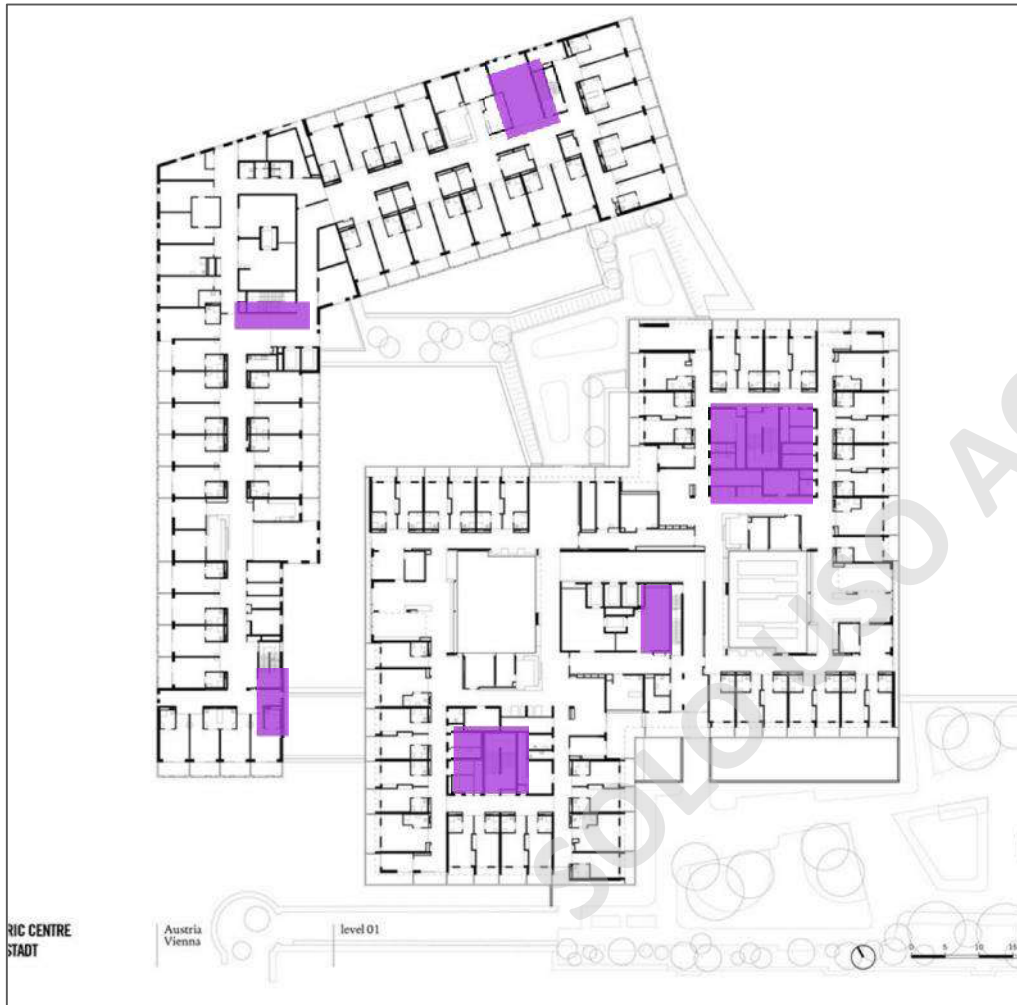 SOLO USO AC
RIC CENTRE
STADT
Austria
Vienna
level 01
0 5 10 15